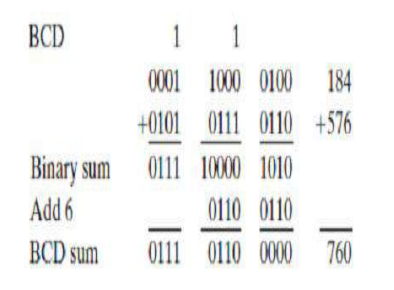 BCD 1 1
0001 1000 0100 184
+0101 0111 0110 +576
Binary sum 0111 10000 1010
Add 6 0110 0110
BCD sum 0111 0110 0000 760